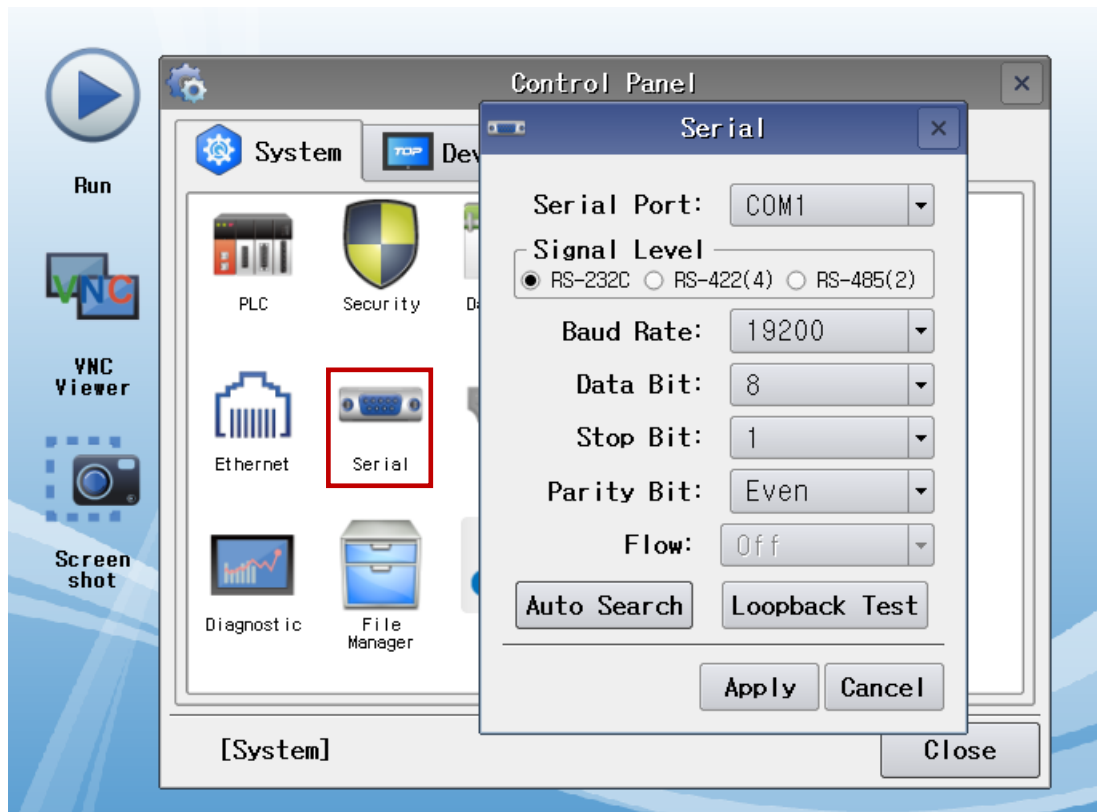 Control Panel
Serial
System
TOP
Dev
Run
VNC
VNC
Viewer
Screen
shot
PLC
Security
Ethernet
Serial
Diagnostic
File
Manager
Serial Port: COM1
Signal Level
RS-232C RS-422(4) RS-485(2)
Baud Rate: 19200
Data Bit: 8
Stop Bit: 1
Parity Bit: Even
Flow: Off
Auto Search Loopback Test
Apply Cancel
[System]
Close